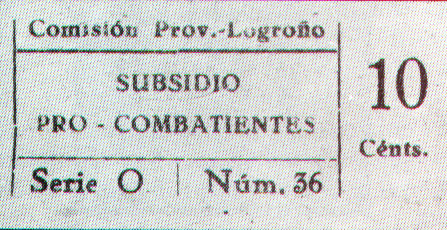 Comisión Prov.-Logroño
SUBSIDIO
PRO - COMBATIENTES
Serie O | Núm. 36
10
Cénts.